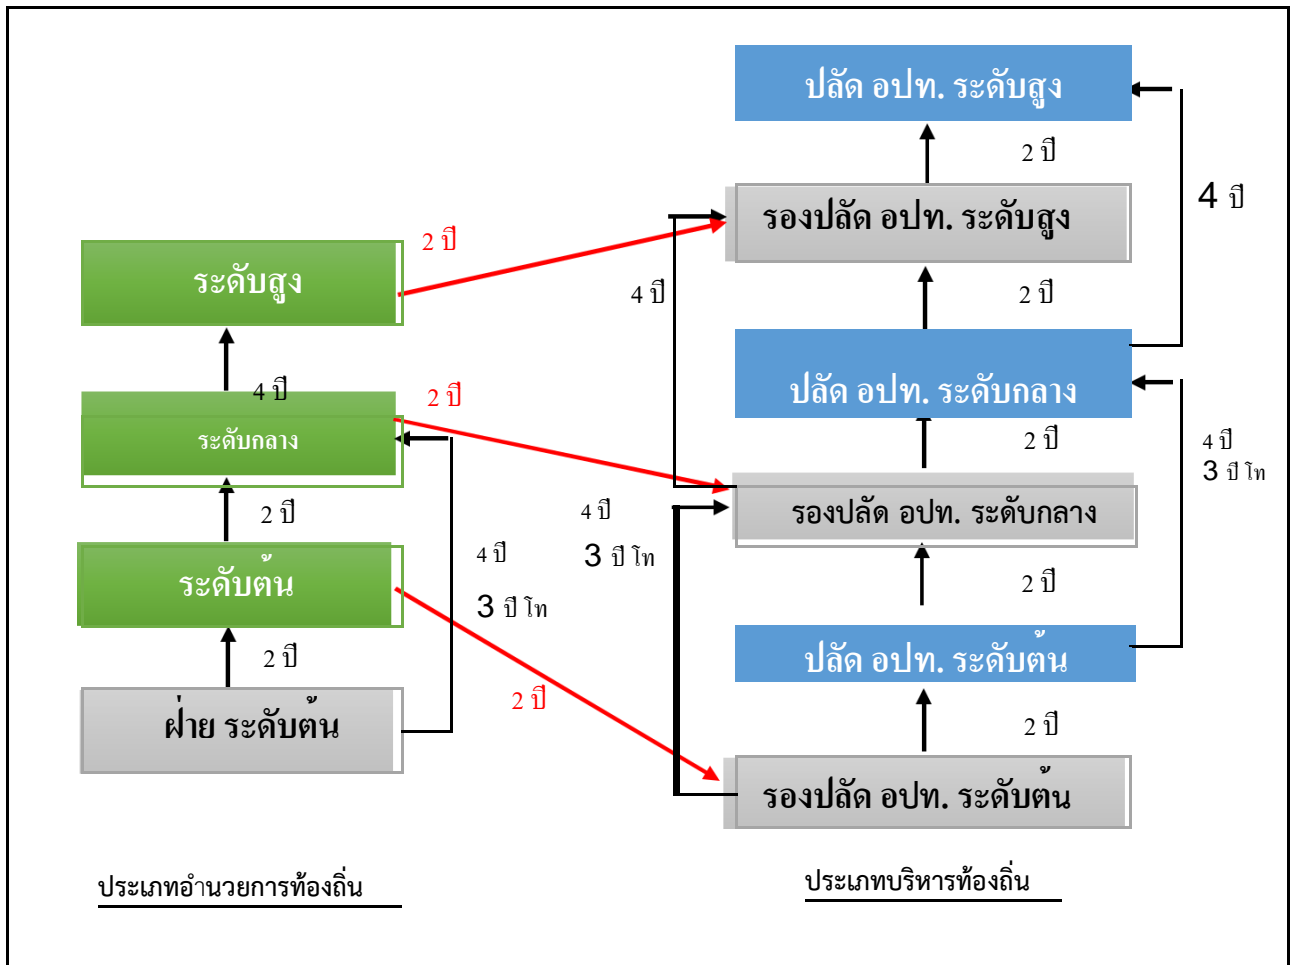 ปลัด อปท. ระดับสูง
2 ปี
4 ปี
รองปลัด อปท. ระดับสูง
2 ปี
ระดับสูง
4 ปี
2 ปี
4 ปี
2 ปี
ปลัด อปท. ระดับกลาง
ระดับกลาง
2 ปี
4 ปี
3 ปี โท
2 ปี
4 ปี
3 ปี โท
รองปลัด อปท. ระดับกลาง
4 ปี
3 ปี โท
ระดับต้น
2 ปี
2 ปี
ปลัด อปท. ระดับต้น
2 ปี
ฝ่าย ระดับต้น
2 ปี
รองปลัด อปท. ระดับต้น
ประเภทอำนวยการท้องถิ่น
ประเภทบริหารท้องถิ่น